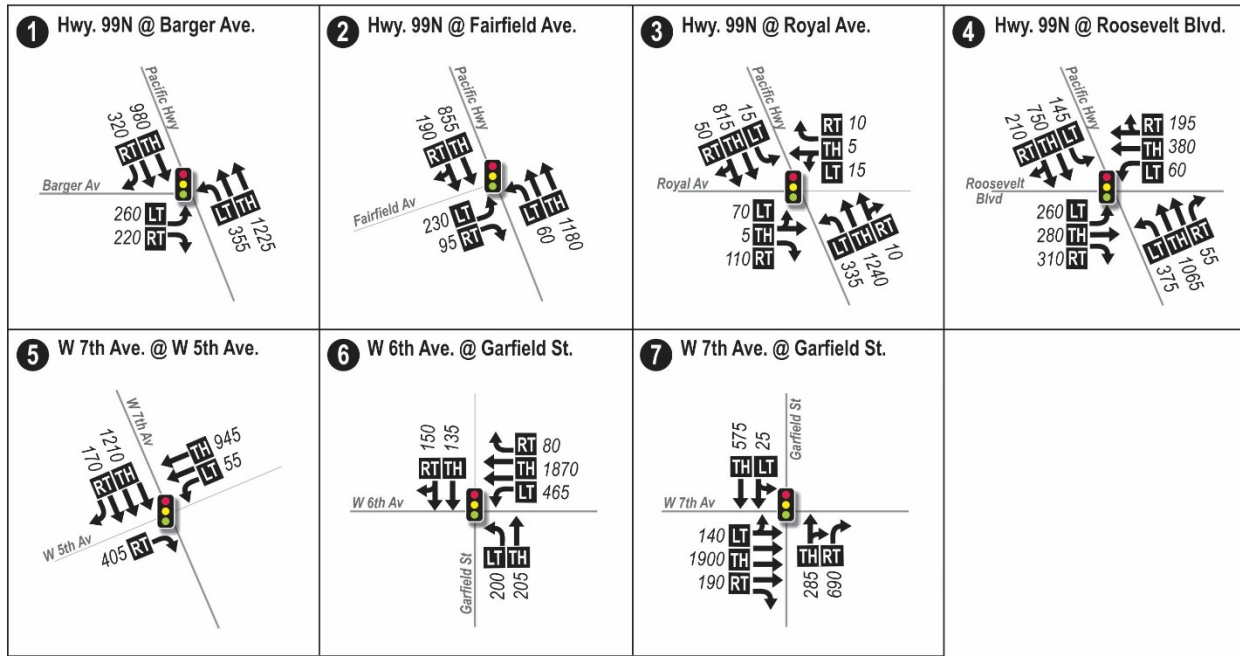 1 Hwy. 99N @ Barger Ave.
Pacific Hwy
320 980
RT TH
Barger Av
260 LT
220 RT
LT TH
355 1225
2 Hwy. 99N @ Fairfield Ave.
Pacific Hwy
190 855
RT TH
Fairfield Av
230 LT
95 RT
LT TH
60 1180
3 Hwy. 99N @ Royal Ave.
Pacific Hwy
50 815 15
RT TH LT
RT 10
TH 5
LT 15
Royal Av
70 LT
5 TH
110 RT
LT TH RT
335 1240 10
4 Hwy. 99N @ Roosevelt Blvd.
Pacific Hwy
210 750 145
RT TH LT
RT 195
TH 380
LT 60
Roosevelt
Blvd
260 LT
280 TH
310 RT
LT TH RT
375 1065 55
5 W 7th Ave. @ W 5th Ave.
W 7th Av
170 1210
RT TH
TH 945
LT 55
W 5th Av
405 RT
6 W 6th Ave. @ Garfield St.
150 135
RT TH
RT 80
TH 1870
LT 465
W 6th Av
Garfield St
LT TH
200 205
7 W 7th Ave. @ Garfield St.
Garfield St
575 25
TH LT
W 7th Av
140 LT
1900 TH
190 RT
TH RT
285 690